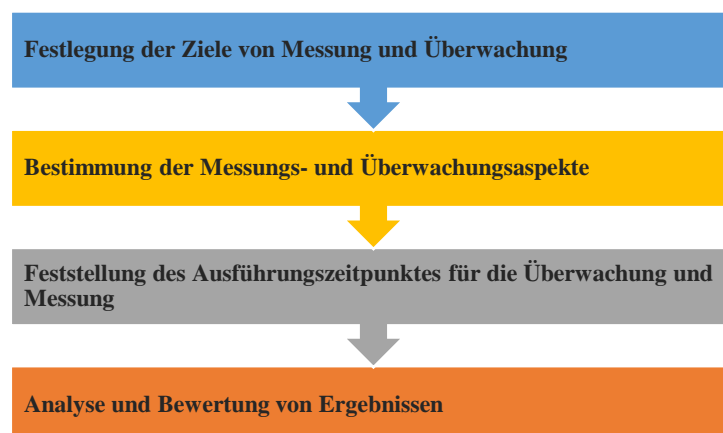 Festlegung der Ziele von Messung und Überwachung
Bestimmung der Messungs- und Überwachungsaspekte
Feststellung des Ausführungszeitpunktes für die Überwachung und
Messung
Analyse und Bewertung von Ergebnissen